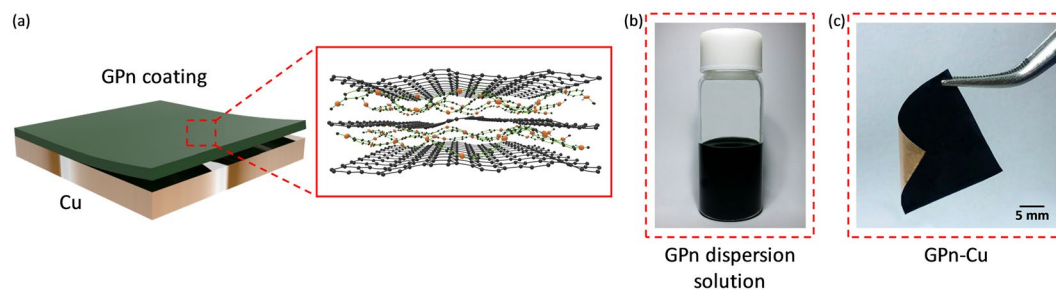 (a)
GPn coating
Cu
(b)
GPn dispersion
solution
(c)
5 mm
GPn-Cu